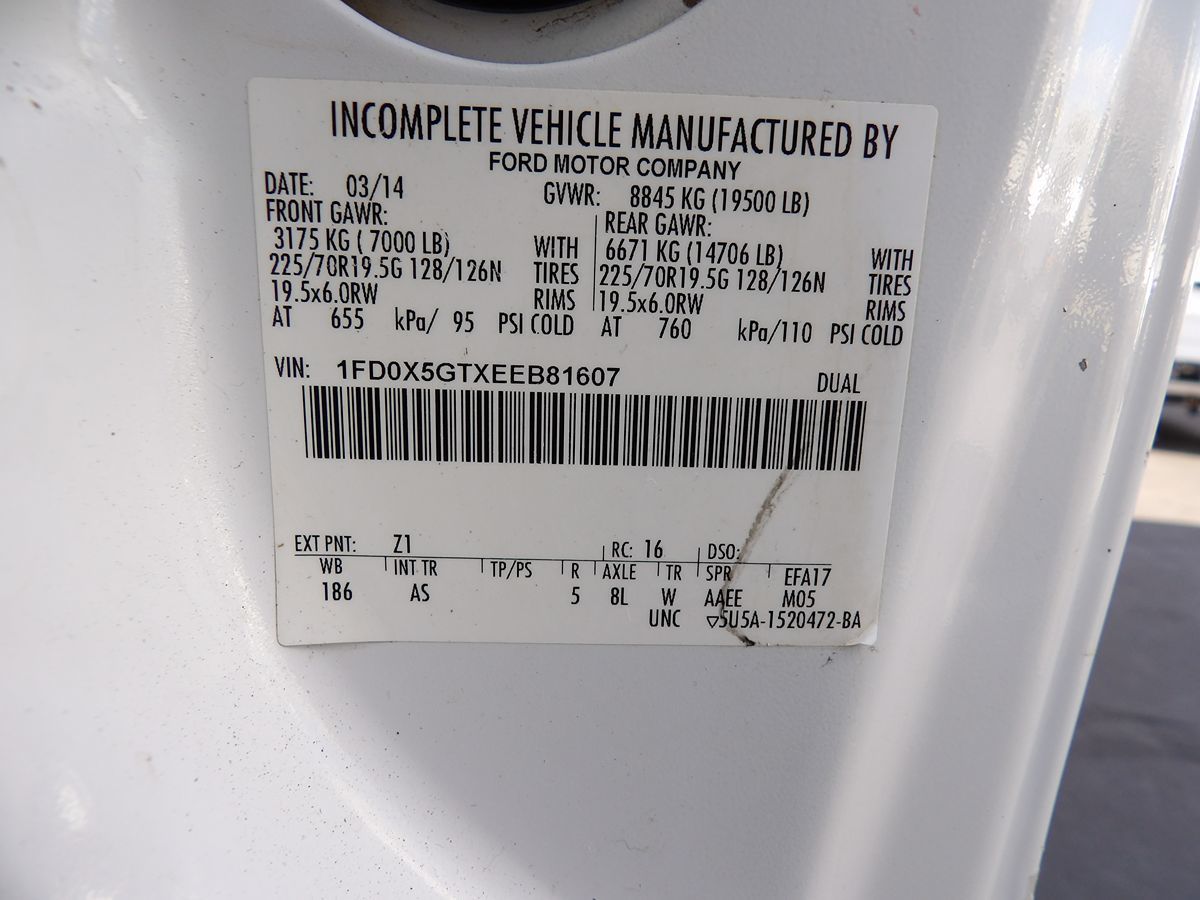 INCOMPLETE VEHICLE MANUFACTURED BY
FORD MOTOR COMPANY
DATE: 03/14 GVWR: 8845 KG (19500 LB)
FRONT GAWR: REAR GAWR:
3175 KG ( 7000 LB) WITH 6671 KG (14706 LB) WITH
225/70R19.5G 128/126N TIRES 225/70R19.5G 128/126N TIRES
19.5x6.0RW RIMS 19.5x6.0RW RIMS
AT 655 kPa/ 95 PSI COLD AT 760 kPa/110 PSI COLD
VIN: 1FD0X5GTXEEB81607 DUAL
EXT PNT: Z1 RC: 16 DSO:
WB INT TR TP/PS R AXLE TR SPR EFA17
186 AS 5 8L W AAEE M05
UNC ▽5U5A-1520472-BA